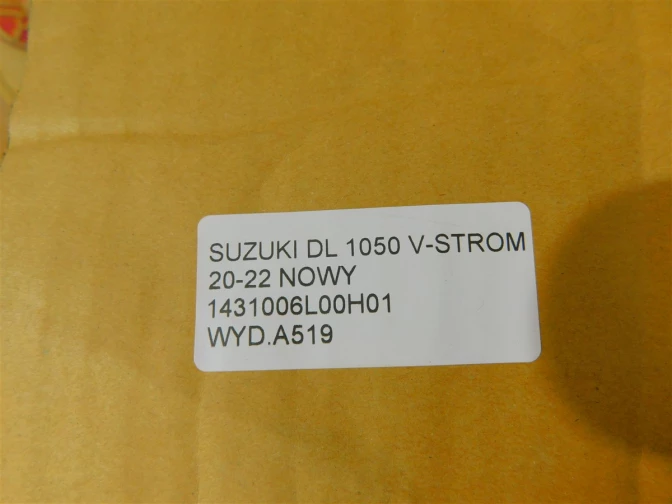 SUZUKI DL 1050 V-STROM
20-22 NOWY
1431006L00H01
WYD.A519